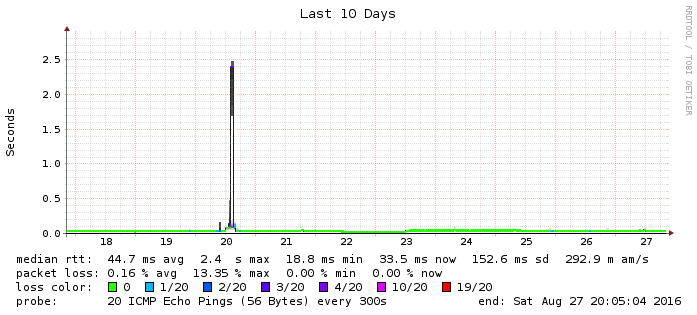 Last 10 Days
RRDTOOL / TOBI OETIKER
Seconds
2.5
2.0
1.5
1.0
0.5
0.0
18 19 20 21 22 23 24 25 26 27
median rtt: 44.7 ms avg 2.4 s max 18.8 ms min 33.5 ms now 152.6 ms sd 292.9 m am/s
packet loss: 0.16 % avg 13.35 % max 0.00 % min 0.00 % now
loss color: 0 1/20 2/20 3/20 4/20 10/20 19/20
probe: 20 ICMP Echo Pings (56 Bytes) every 300s end: Sat Aug 27 20:05:04 2016